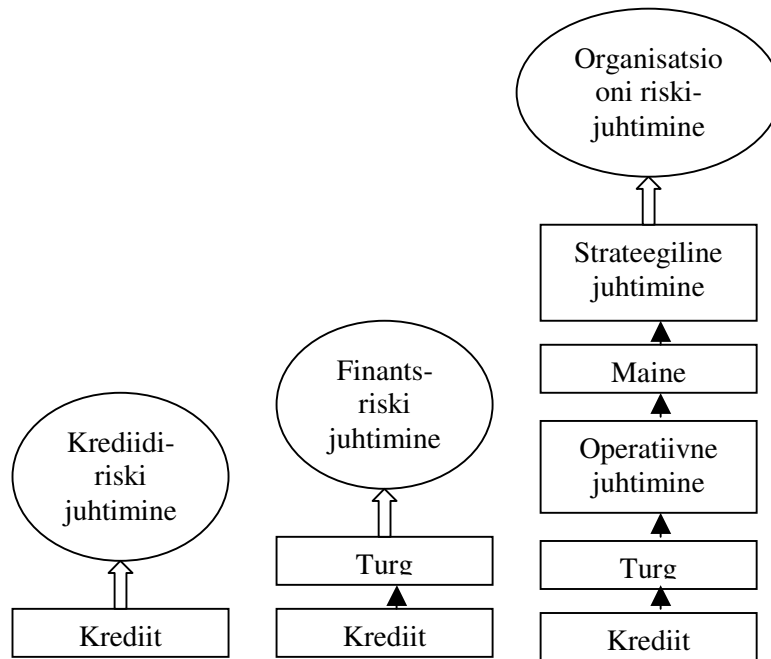 Organisatsio
oni riski-
juhtimine
Strateegiline
juhtimine
Maine
Finants-
riski
juhtimine
Krediidi-
riski
juhtimine
Operatiivne
juhtimine
Turg
Turg
Krediit
Krediit
Krediit